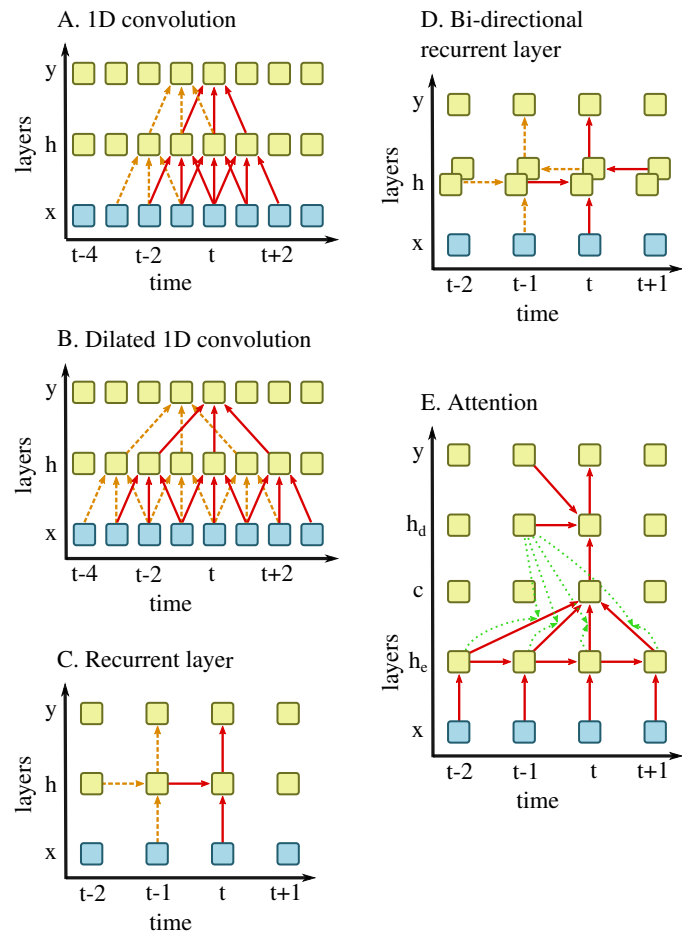 A. 1D convolution
y
h
x
layers
t-4 t-2 t t+2
time
B. Dilated 1D convolution
y
h
x
layers
t-4 t-2 t t+2
time
C. Recurrent layer
y
h
x
layers
t-2 t-1 t t+1
time
D. Bi-directional
recurrent layer
y
h
x
layers
t-2 t-1 t t+1
time
E. Attention
y
h_d
c
h_e
x
layers
t-2 t-1 t t+1
time